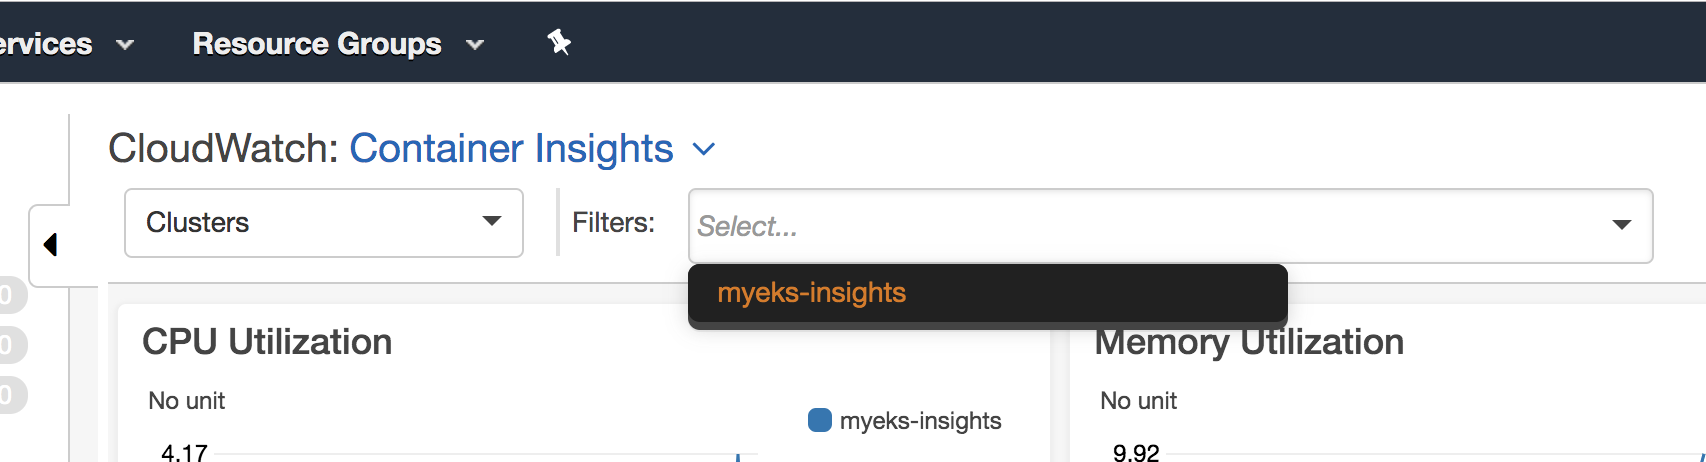 ervices Resource Groups
CloudWatch: Container Insights
Clusters Filters: Select...
myeks-insights
0
0
0
CPU Utilization
No unit
myeks-insights
4.17
Memory Utilization
No unit
9.92